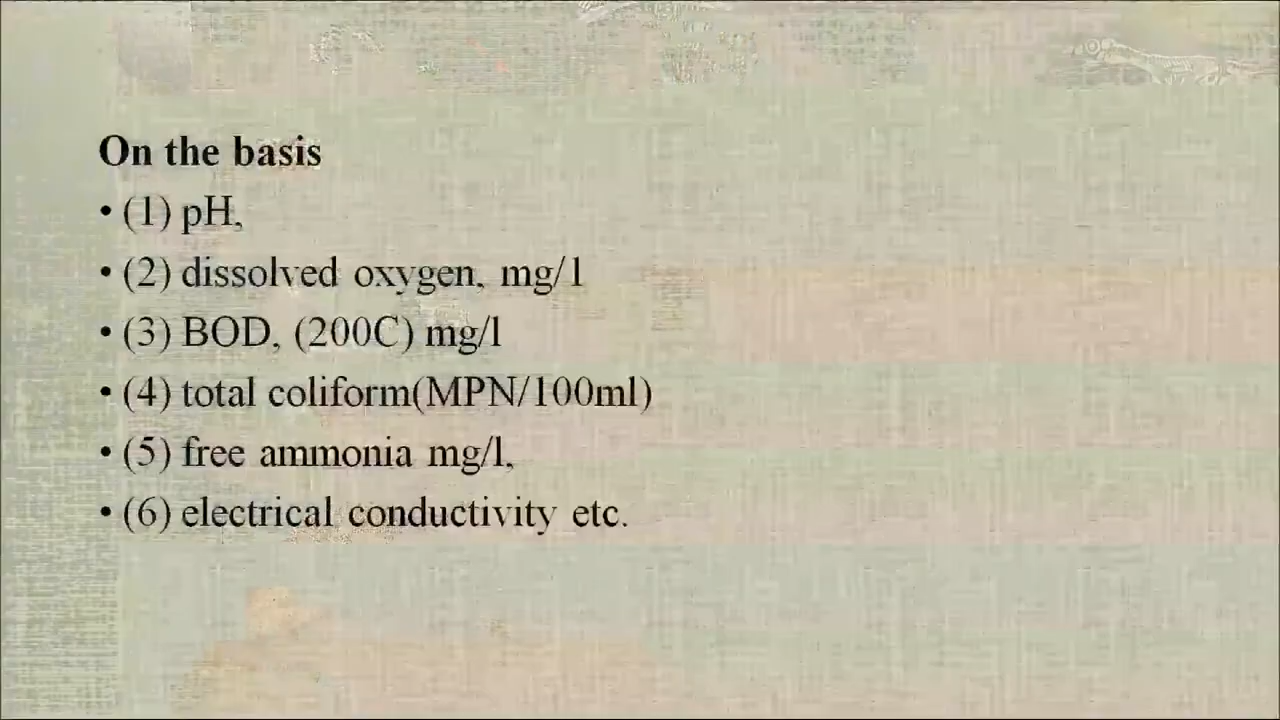 On the basis
• (1) pH,
• (2) dissolved oxygen, mg/l
• (3) BOD, (200C) mg/l
• (4) total coliform(MPN/100ml)
• (5) free ammonia mg/l,
• (6) electrical conductivity etc.